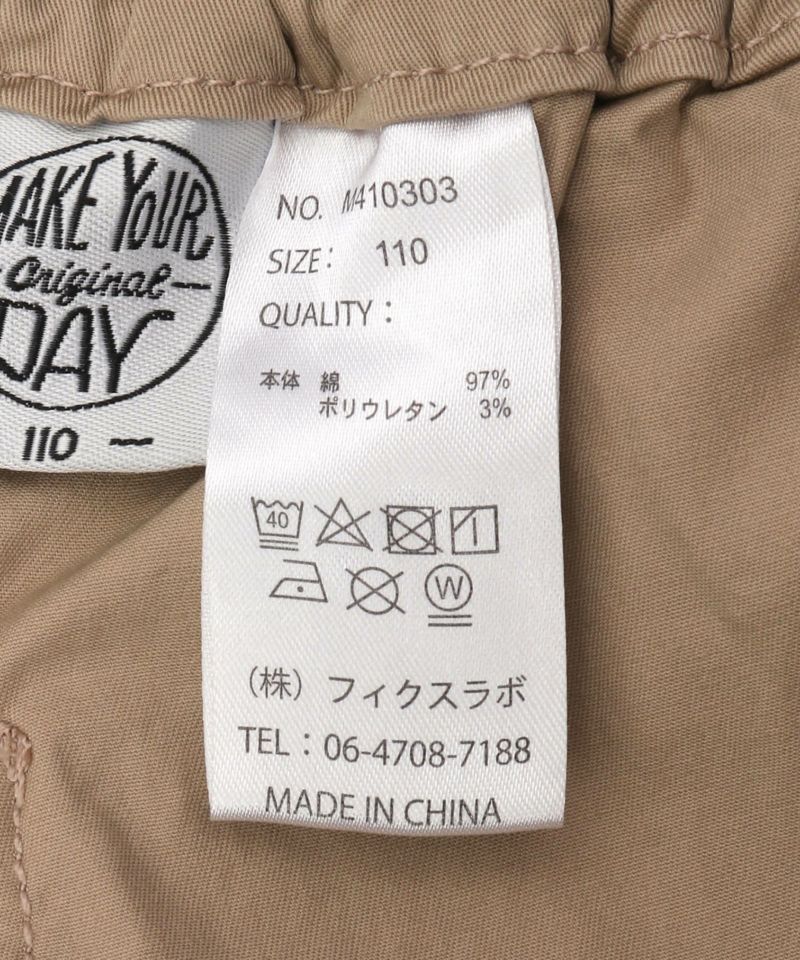 MAKE YOUR
Original
DAY
110
NO. M410303
SIZE: 110
QUALITY:
本体 綿 97%
ポリウレタン 3%
40
W
（株）フィクスラボ
TEL：06-4708-7188
MADE IN CHINA